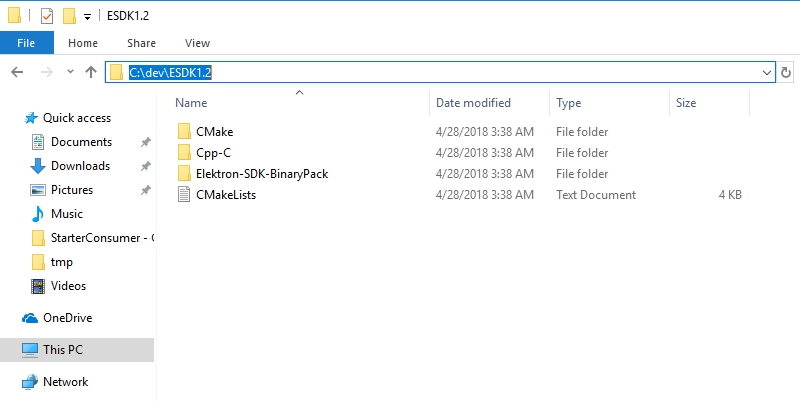 ESDK1.2
File Home Share View
C:\dev\ESDK1.2
Name Date modified Type Size
Quick access
Documents
Downloads
Pictures
Music
StarterConsumer - C
tmp
Videos
OneDrive
This PC
Network
CMake 4/28/2018 3:38 AM File folder
Cpp-C 4/28/2018 3:38 AM File folder
Elektron-SDK-BinaryPack 4/28/2018 3:38 AM File folder
CMakeLists 4/28/2018 3:38 AM Text Document 4 KB